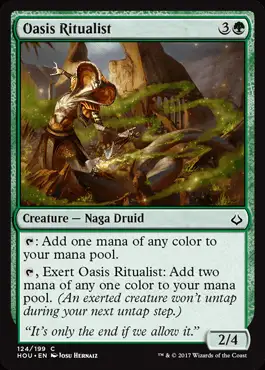 Oasis Ritualist 3
Creature — Naga Druid
: Add one mana of any color to
your mana pool.
, Exert Oasis Ritualist: Add two
mana of any one color to your mana
pool. (An exerted creature won't untap
during your next untap step.)
"It's only the end if we allow it."
2/4
124/199 C
HOU • EN Josu Hernaiz
™ & © 2017 Wizards of the Coast